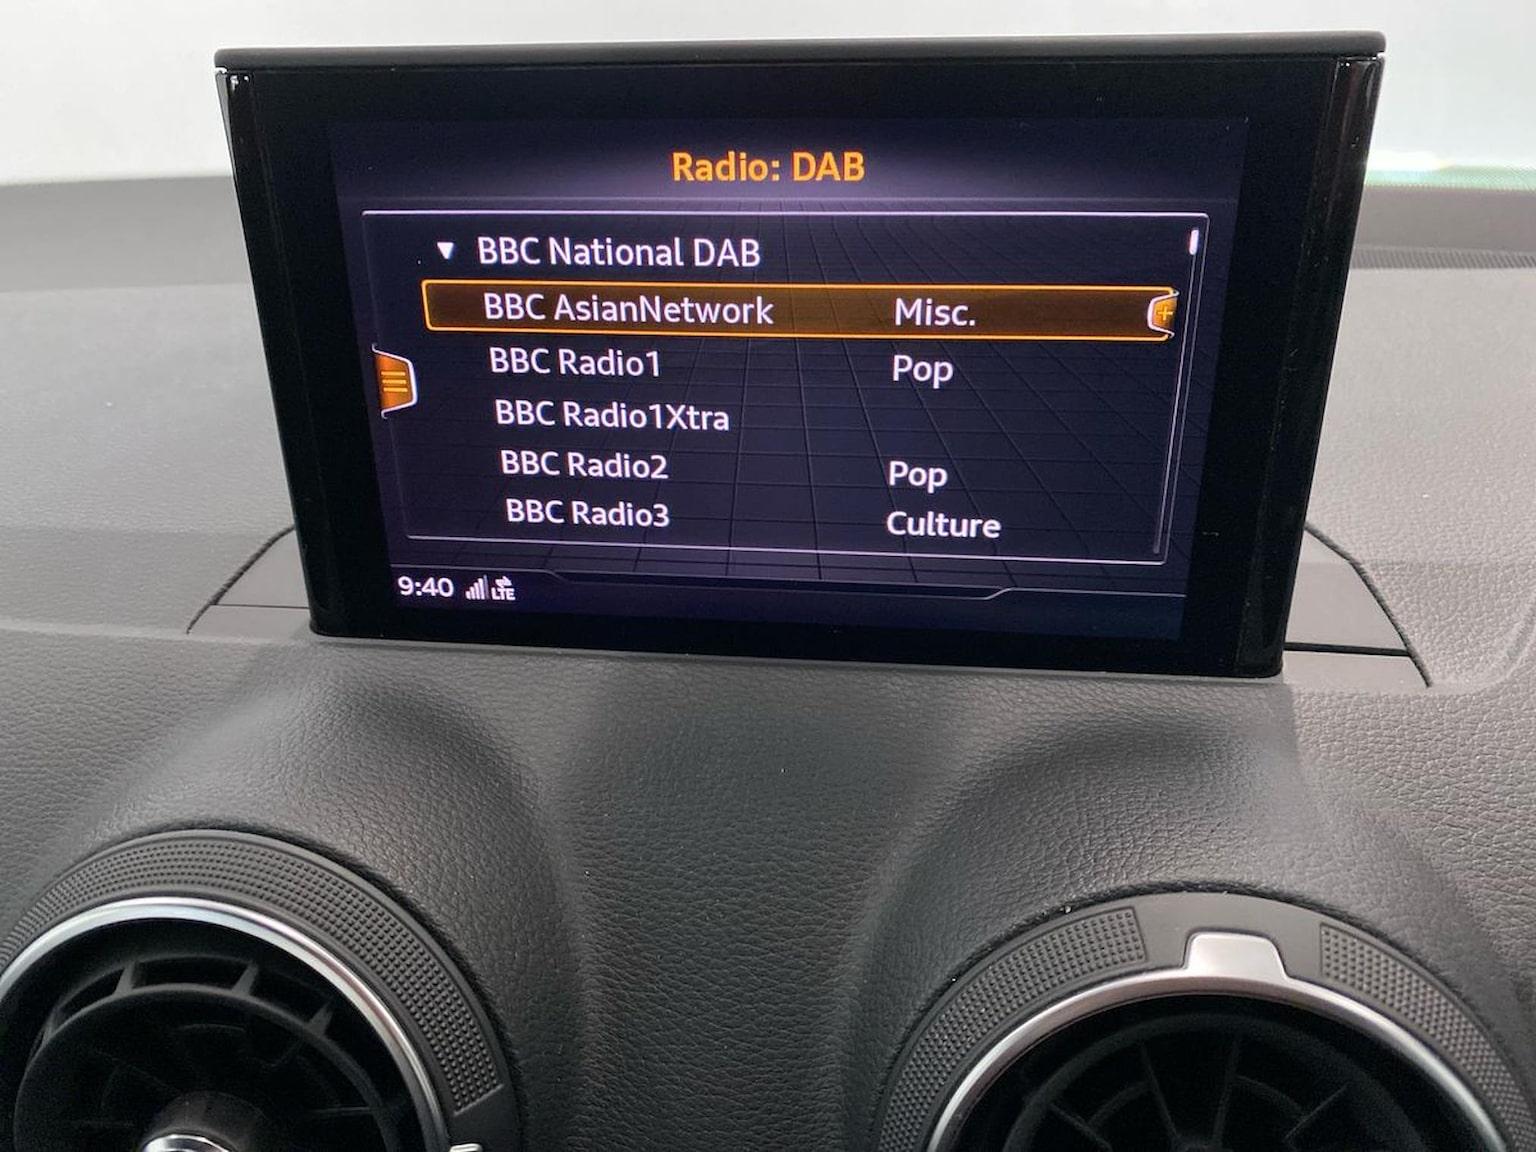 Radio: DAB
BBC National DAB
BBC AsianNetwork Misc.
BBC Radio1 Pop
BBC Radio1Xtra
BBC Radio2 Pop
BBC Radio3 Culture
9:40 LTE